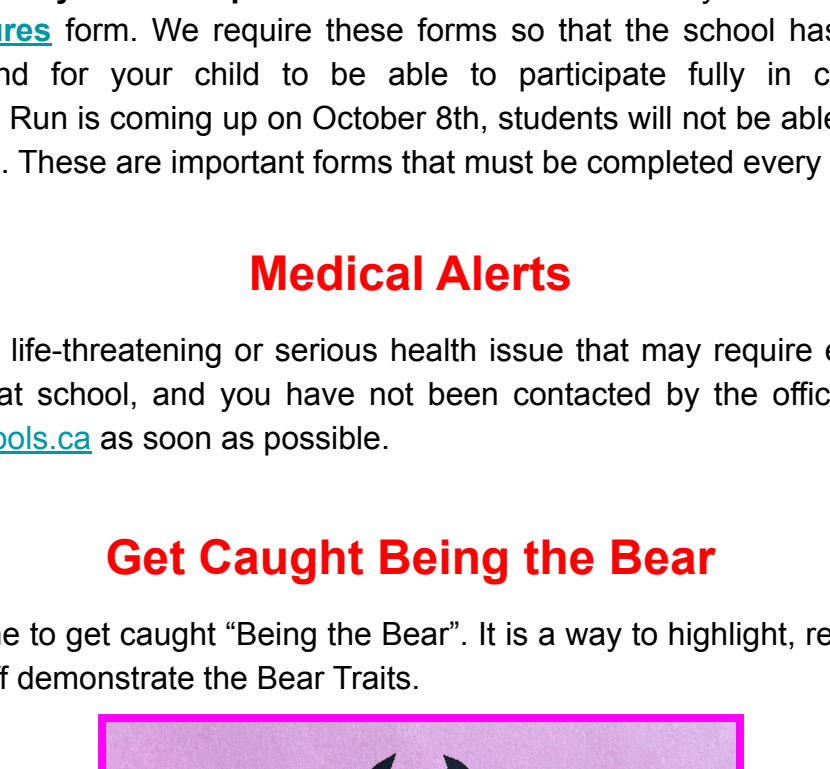 ures form. We require these forms so that the school has
nd for your child to be able to participate fully in c
Run is coming up on October 8th, students will not be able
. These are important forms that must be completed every
Medical Alerts
life-threatening or serious health issue that may require e
at school, and you have not been contacted by the offic
ools.ca as soon as possible.
Get Caught Being the Bear
ne to get caught “Being the Bear”. It is a way to highlight, re
ff demonstrate the Bear Traits.